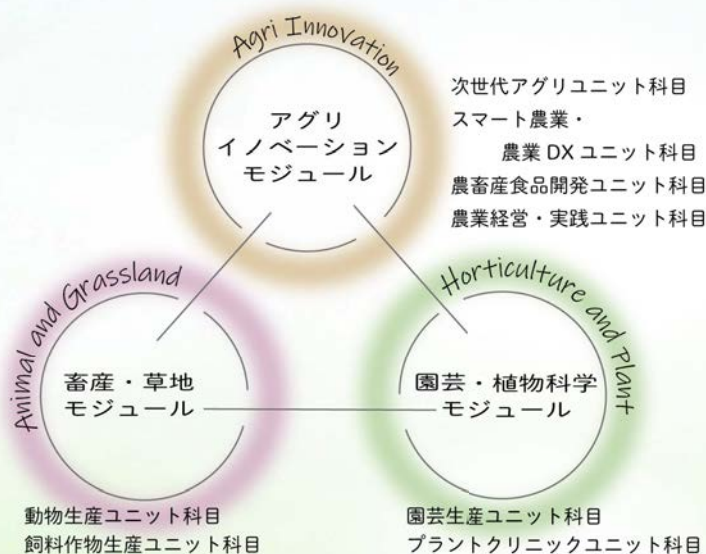 Agri Innovation
アグリ
イノベーション
モジュール
次世代アグリユニット科目
スマート農業・
農業 DX ユニット科目
農畜産食品開発ユニット科目
農業経営・実践ユニット科目
Animal and Grassland
畜産・草地
モジュール
動物生産ユニット科目
飼料作物生産ユニット科目
Horticulture and Plant
園芸・植物科学
モジュール
園芸生産ユニット科目
プラントクリニックユニット科目